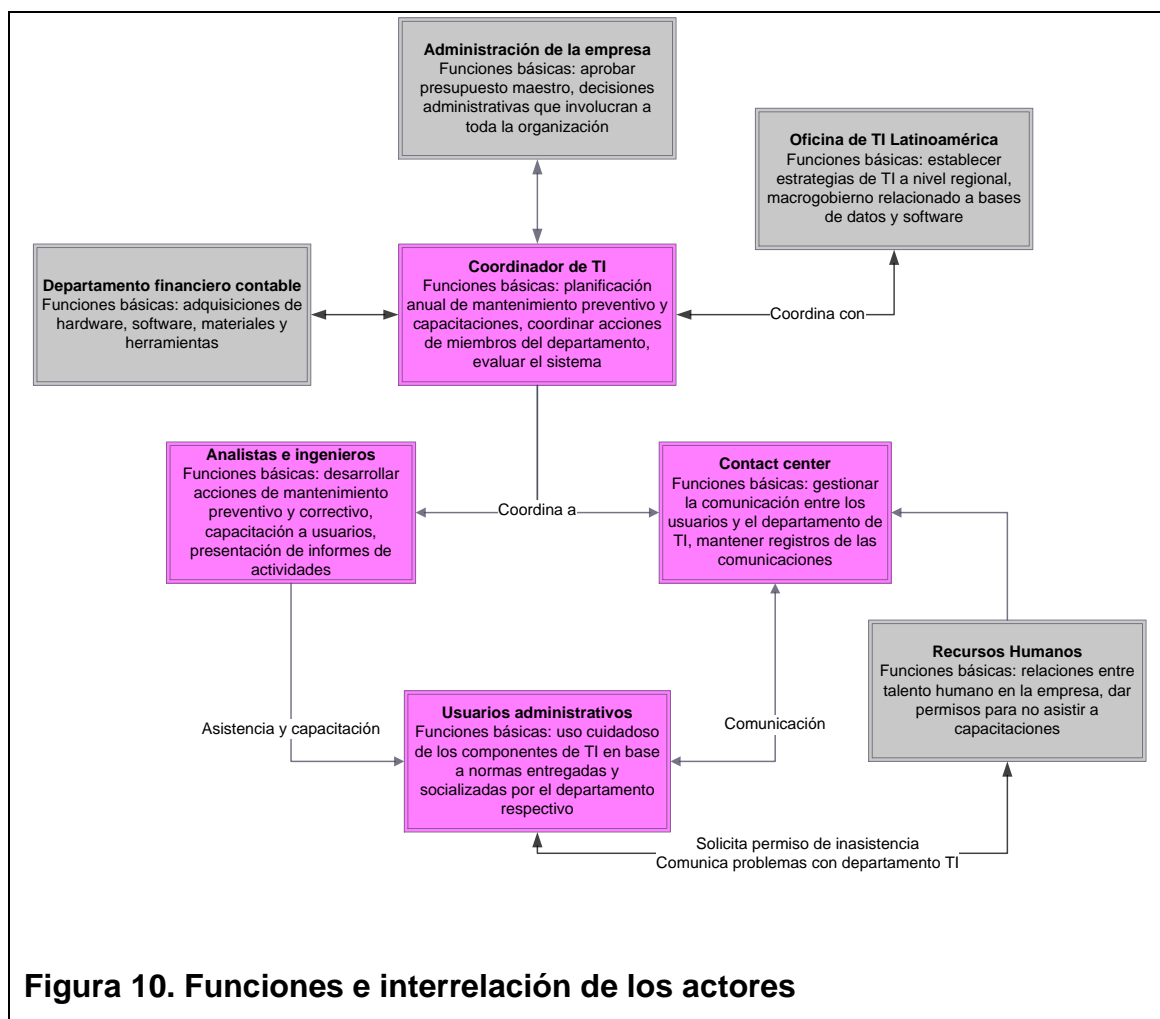 Administración de la empresa
Funciones básicas: aprobar
presupuesto maestro, decisiones
administrativas que involucran a
toda la organización
Oficina de TI Latinoamérica
Funciones básicas: establecer
estrategias de TI a nivel regional,
macrogobierno relacionado a bases
de datos y software
Departamento financiero contable
Funciones básicas: adquisiciones de
hardware, software, materiales y
herramientas
Coordinador de TI
Funciones básicas: planificación
anual de mantenimiento preventivo y
capacitaciones, coordinar acciones
de miembros del departamento,
evaluar el sistema
Coordina con
Analistas e ingenieros
Funciones básicas: desarrollar
acciones de mantenimiento
preventivo y correctivo,
capacitación a usuarios,
presentación de informes de
actividades
Coordina a
Contact center
Funciones básicas: gestionar
la comunicación entre los
usuarios y el departamento de
TI, mantener registros de las
comunicaciones
Recursos Humanos
Funciones básicas: relaciones entre
talento humano en la empresa, dar
permisos para no asistir a
capacitaciones
Asistencia y capacitación
Usuarios administrativos
Funciones básicas: uso cuidadoso
de los componentes de TI en base
a normas entregadas y
socializadas por el departamento
respectivo
Comunicación
Solicita permiso de inasistencia
Comunica problemas con departamento TI
Figura 10. Funciones e interrelación de los actores